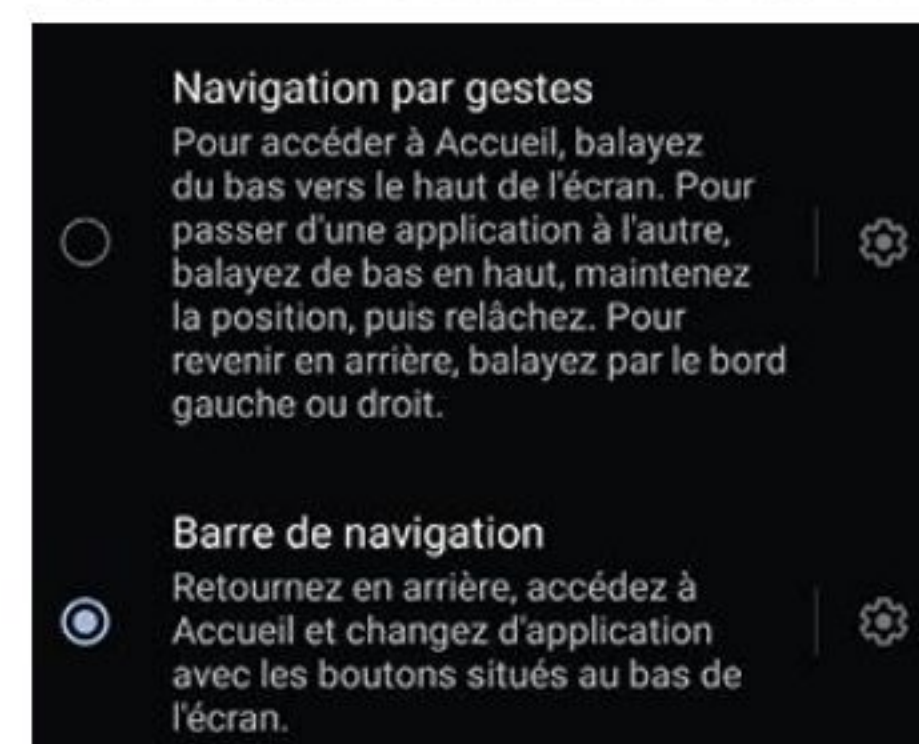 Navigation par gestes
Pour accéder à Accueil, balayez
du bas vers le haut de l'écran. Pour
passer d'une application à l'autre,
balayez de bas en haut, maintenez
la position, puis relâchez. Pour
revenir en arrière, balayez par le bord
gauche ou droit.
Barre de navigation
Retournez en arrière, accédez à
Accueil et changez d'application
avec les boutons situés au bas de
l'écran.